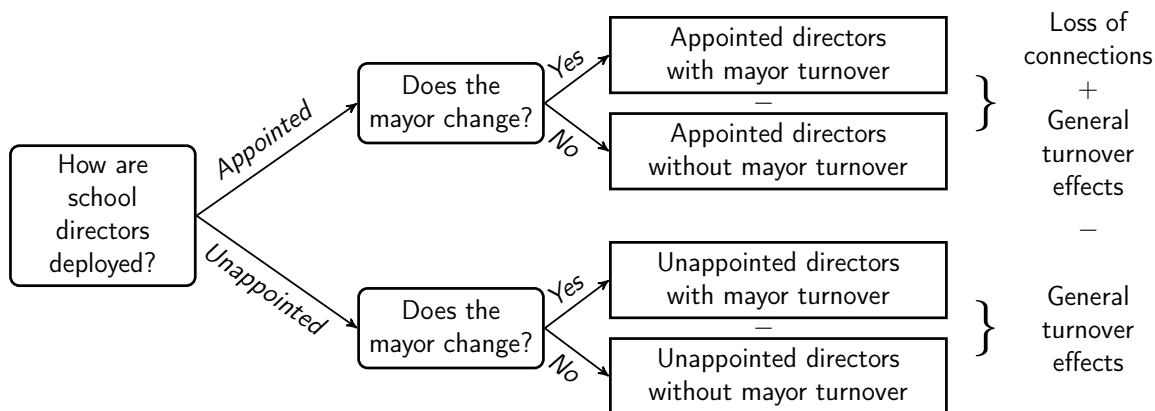 How are
school
directors
deployed?
Appointed
Does the
mayor change?
Yes
Appointed directors
with mayor turnover
−
No
Appointed directors
without mayor turnover
}
Loss of
connections
+
General
turnover
effects
−
Unappointed
Does the
mayor change?
Yes
Unappointed directors
with mayor turnover
−
No
Unappointed directors
without mayor turnover
}
General
turnover
effects